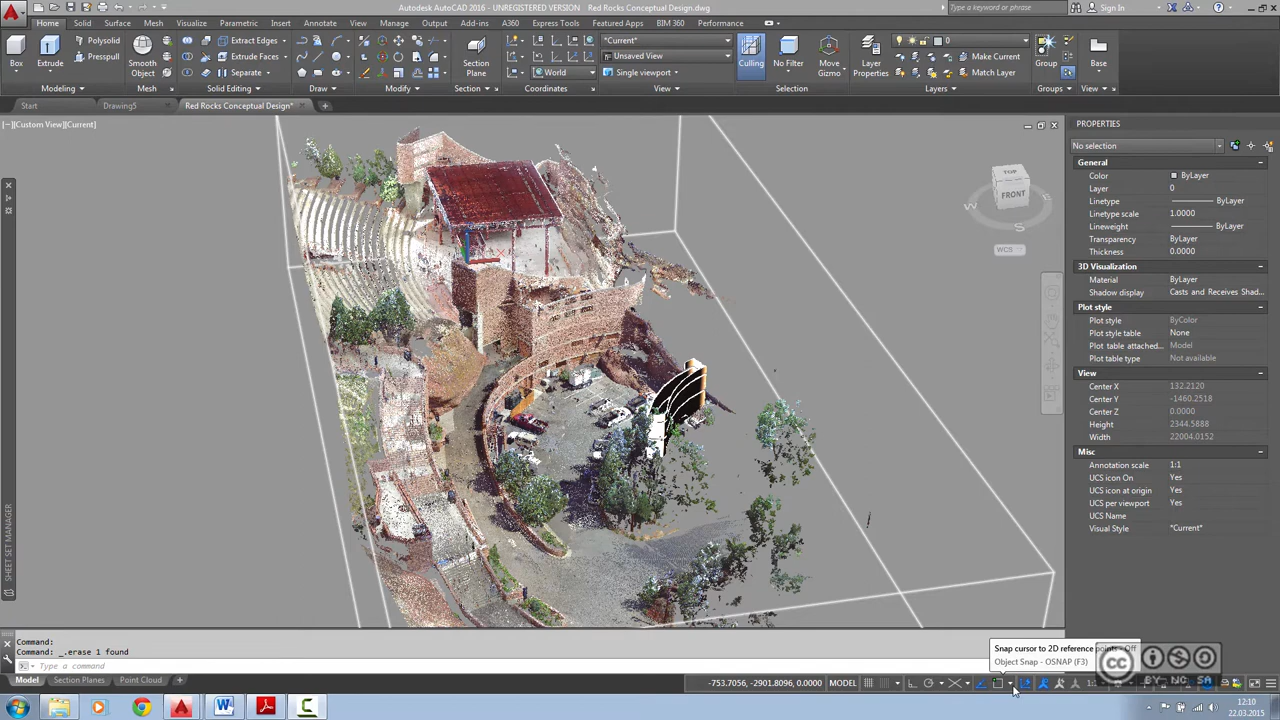 Autodesk AutoCAD 2016 - UNREGISTERED VERSION Red Rocks Conceptual Design.dwg
Type a keyword or phrase
Sign In
Home Solid Surface Mesh Visualize Parametric Insert Annotate View Manage Output Add-ins A360 Express Tools Featured Apps BIM 360 Performance
Box
Extrude
Polysolid
Presspull
Smooth
Object
Extrude Edges
Extrude Faces
Separate
Section
Plane
World
*Current*
Unsaved View
Single viewport
Culling
No Filter
Move
Gizmo
Layer
Properties
0
Make Current
Match Layer
Group
Base
Modeling
Mesh
Solid Editing
Draw
Modify
Section
Coordinates
View
Selection
Layers
Groups
View
Start
Drawing5
Red Rocks Conceptual Design*
[−][Custom View][Current]
TOP
FRONT
W
S
WCS
SHEET SET MANAGER
PROPERTIES
No selection
General
Color ByLayer
Layer 0
Linetype ByLayer
Linetype scale 1.0000
Lineweight ByLayer
Transparency ByLayer
Thickness 0.0000
3D Visualization
Material ByLayer
Shadow display Casts and Receives Shad...
Plot style
Plot style ByColor
Plot style table None
Plot table attached... Model
Plot table type Not available
View
Center X 132.2120
Center Y -1460.2518
Center Z 0.0000
Height 2344.5888
Width 22004.0152
Misc
Annotation scale 1:1
UCS icon On Yes
UCS icon at origin Yes
UCS per viewport Yes
UCS Name
Visual Style *Current*
Command:
Command: _.erase 1 found
Type a command
Snap cursor to 2D reference points - Off
Object Snap - OSNAP (F3)
Model
Section Planes
Point Cloud
-753.7056, -2901.8096, 0.0000
MODEL
cc
BY NC SA
12:10
22.03.2015